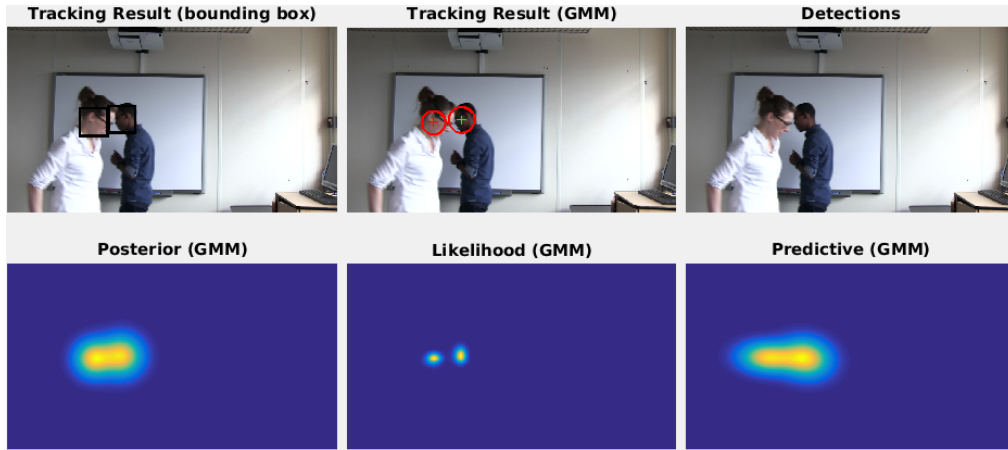 Tracking Result (bounding box)
Tracking Result (GMM)
Detections
Posterior (GMM)
Likelihood (GMM)
Predictive (GMM)